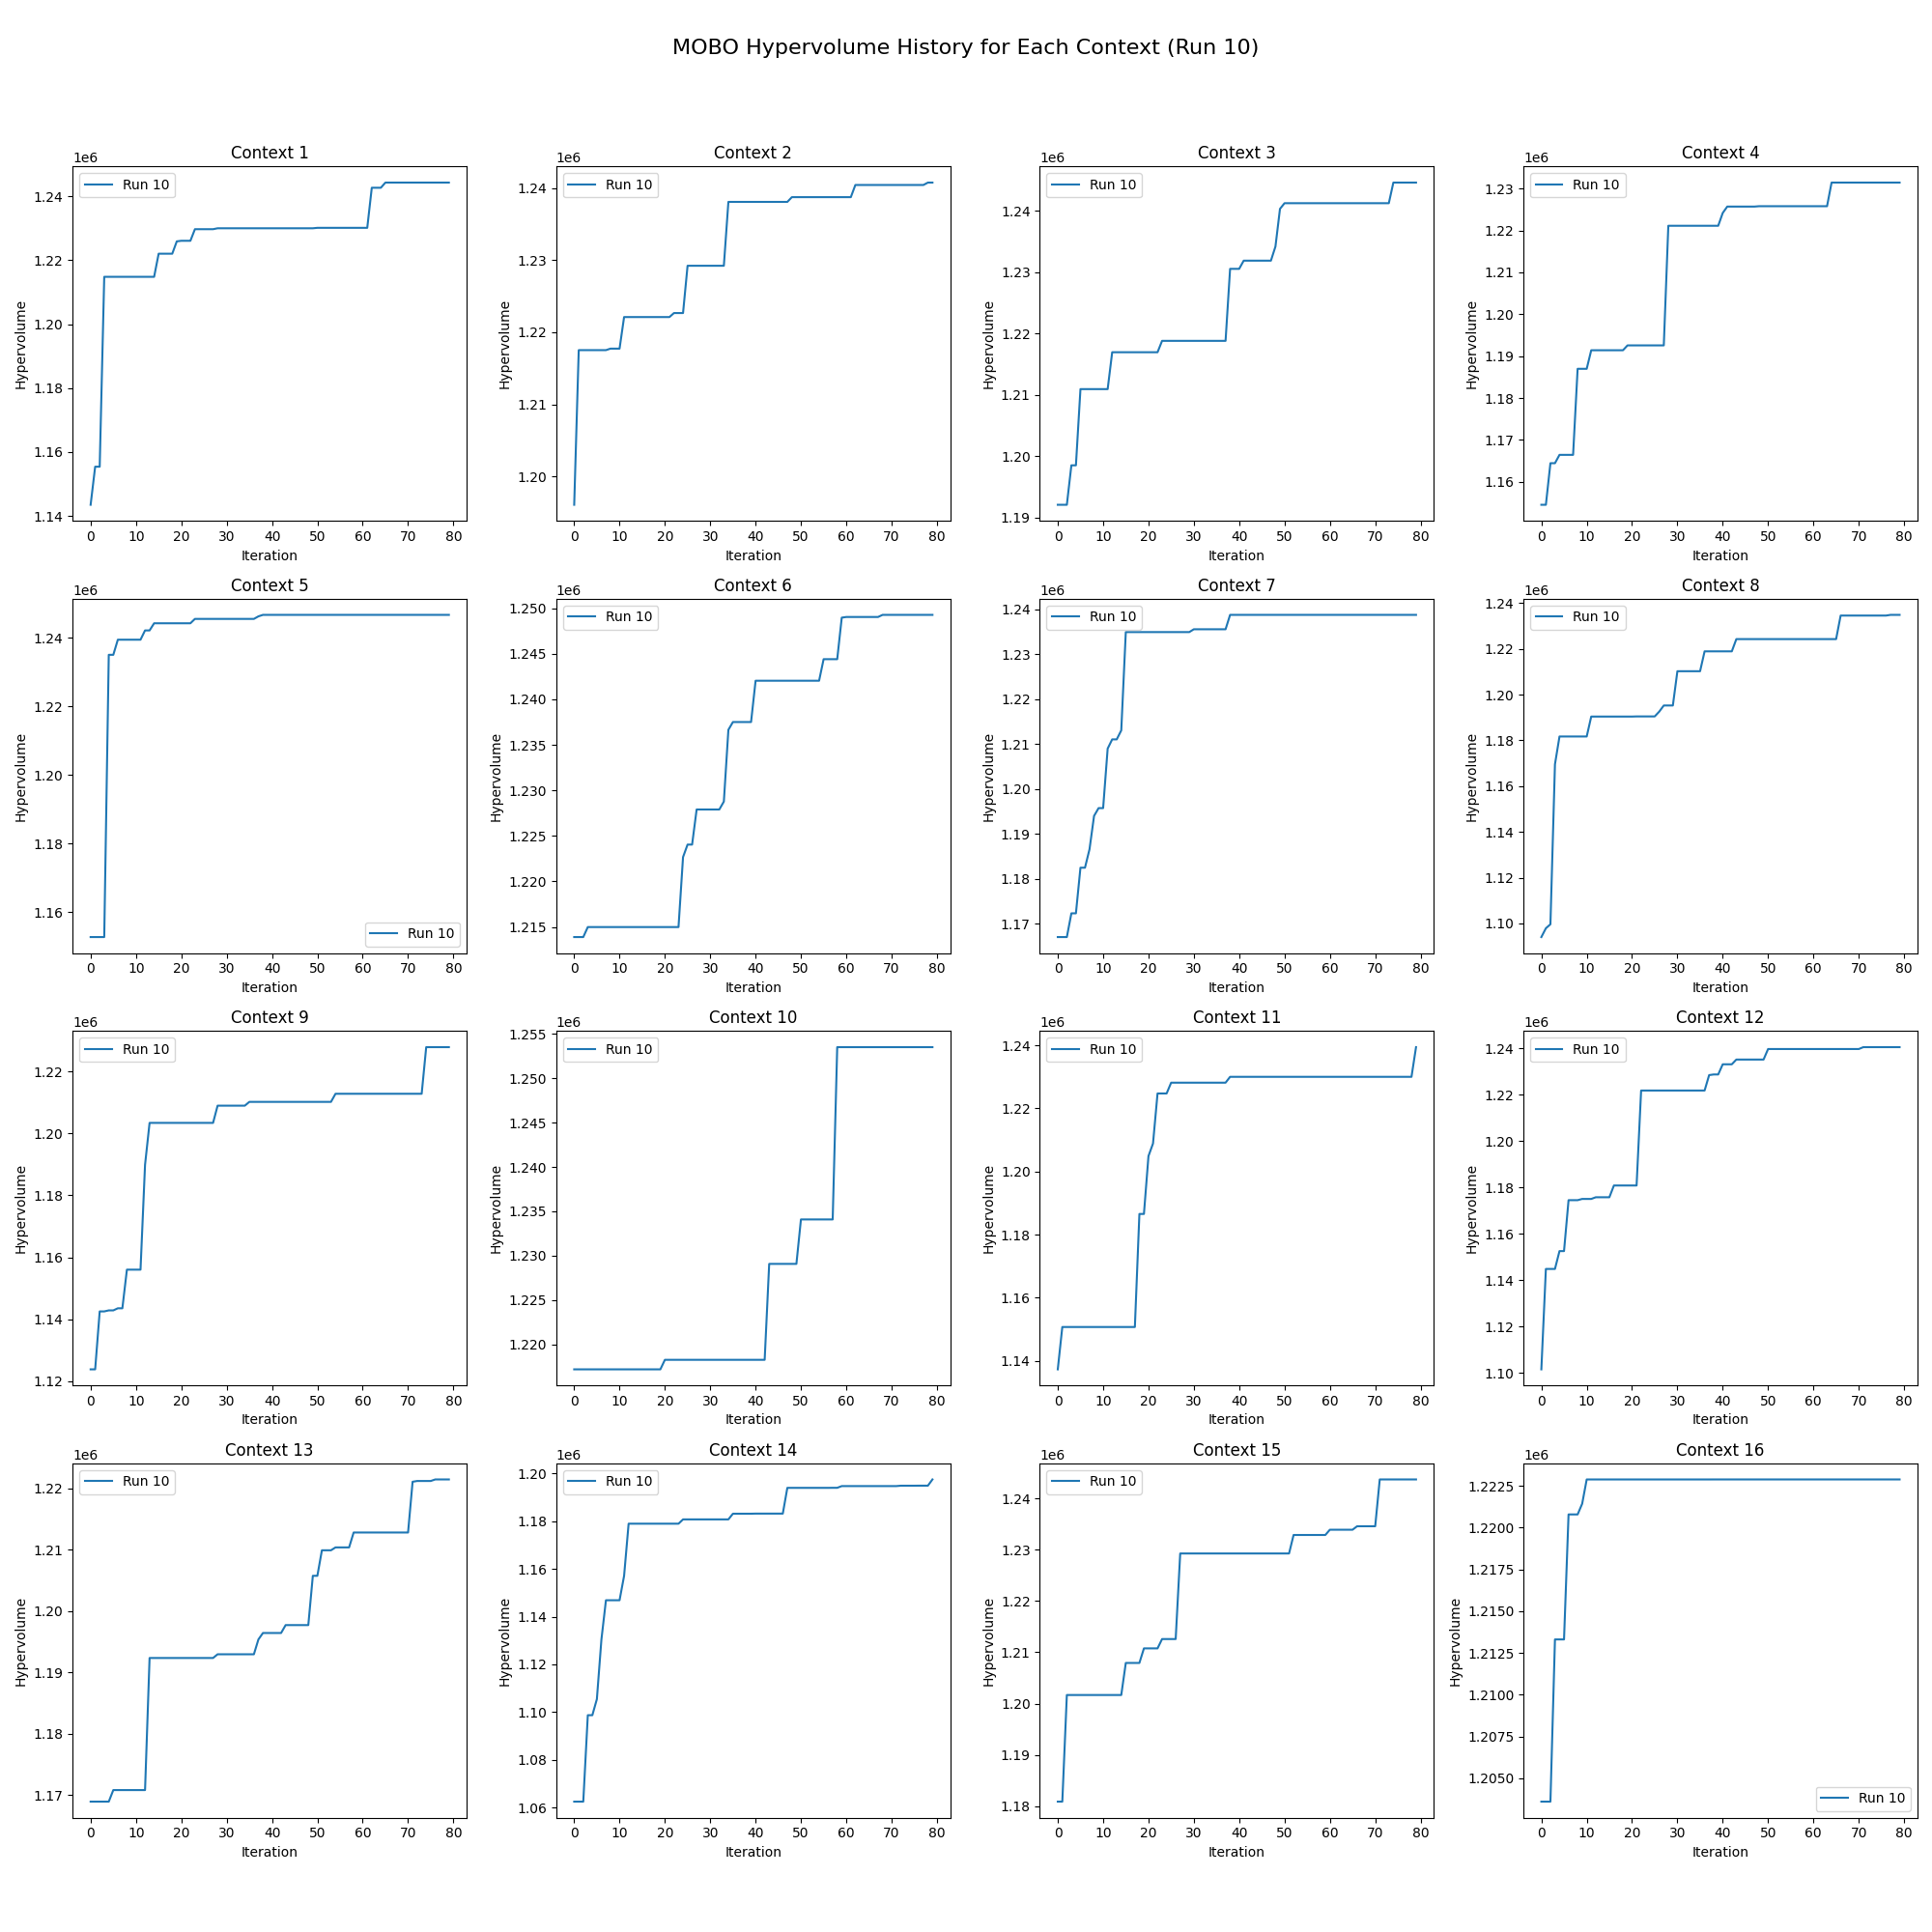 MOBO Hypervolume History for Each Context (Run 10)
Context 1
1e6
Run 10
Hypervolume
1.24
1.22
1.20
1.18
1.16
1.14
0 10 20 30 40 50 60 70 80
Iteration
Context 2
1e6
Run 10
Hypervolume
1.24
1.23
1.22
1.21
1.20
0 10 20 30 40 50 60 70 80
Iteration
Context 3
1e6
Run 10
Hypervolume
1.24
1.23
1.22
1.21
1.20
1.19
0 10 20 30 40 50 60 70 80
Iteration
Context 4
1e6
Run 10
Hypervolume
1.23
1.22
1.21
1.20
1.19
1.18
1.17
1.16
0 10 20 30 40 50 60 70 80
Iteration
Context 5
1e6
Run 10
Hypervolume
1.24
1.22
1.20
1.18
1.16
0 10 20 30 40 50 60 70 80
Iteration
Context 6
1e6
Run 10
Hypervolume
1.250
1.245
1.240
1.235
1.230
1.225
1.220
1.215
0 10 20 30 40 50 60 70 80
Iteration
Context 7
1e6
Run 10
Hypervolume
1.24
1.23
1.22
1.21
1.20
1.19
1.18
1.17
0 10 20 30 40 50 60 70 80
Iteration
Context 8
1e6
Run 10
Hypervolume
1.24
1.22
1.20
1.18
1.16
1.14
1.12
1.10
0 10 20 30 40 50 60 70 80
Iteration
Context 9
1e6
Run 10
Hypervolume
1.22
1.20
1.18
1.16
1.14
1.12
0 10 20 30 40 50 60 70 80
Iteration
Context 10
1e6
Run 10
Hypervolume
1.255
1.250
1.245
1.240
1.235
1.230
1.225
1.220
0 10 20 30 40 50 60 70 80
Iteration
Context 11
1e6
Run 10
Hypervolume
1.24
1.22
1.20
1.18
1.16
1.14
0 10 20 30 40 50 60 70 80
Iteration
Context 12
1e6
Run 10
Hypervolume
1.24
1.22
1.20
1.18
1.16
1.14
1.12
1.10
0 10 20 30 40 50 60 70 80
Iteration
Context 13
1e6
Run 10
Hypervolume
1.22
1.21
1.20
1.19
1.18
1.17
0 10 20 30 40 50 60 70 80
Iteration
Context 14
1e6
Run 10
Hypervolume
1.20
1.18
1.16
1.14
1.12
1.10
1.08
1.06
0 10 20 30 40 50 60 70 80
Iteration
Context 15
1e6
Run 10
Hypervolume
1.24
1.23
1.22
1.21
1.20
1.19
1.18
0 10 20 30 40 50 60 70 80
Iteration
Context 16
1e6
Run 10
Hypervolume
1.2225
1.2200
1.2175
1.2150
1.2125
1.2100
1.2075
1.2050
0 10 20 30 40 50 60 70 80
Iteration